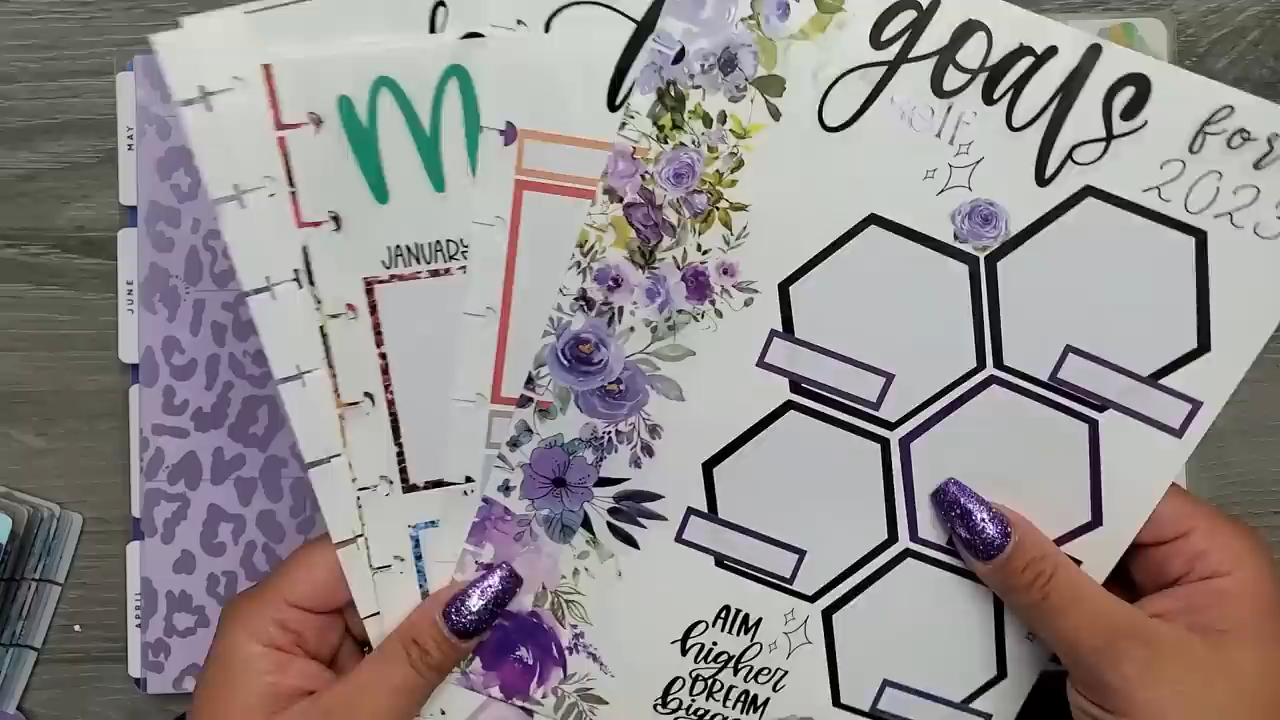 goals
self
for
2023
M
JANUARY
MAY
JUNE
APRIL
AIM
higher
DREAM